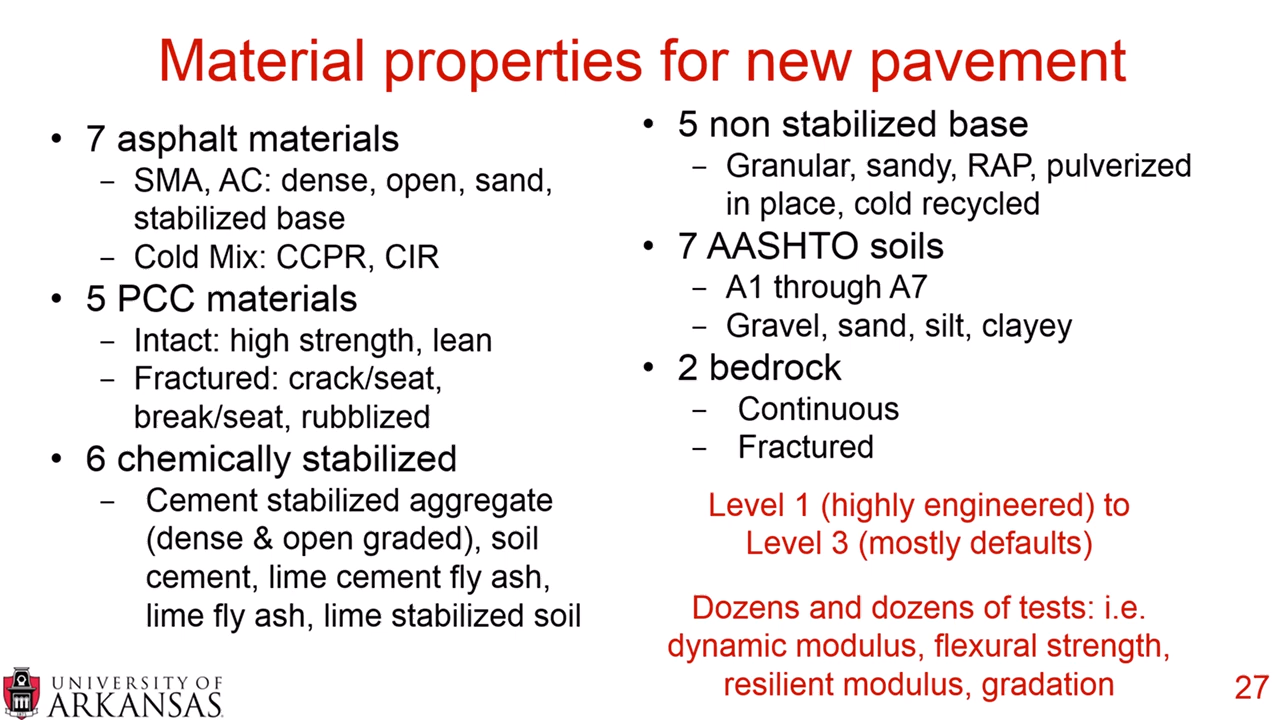 Material properties for new pavement
• 7 asphalt materials
– SMA, AC: dense, open, sand,
stabilized base
– Cold Mix: CCPR, CIR
• 5 PCC materials
– Intact: high strength, lean
– Fractured: crack/seat,
break/seat, rubblized
• 6 chemically stabilized
– Cement stabilized aggregate
(dense & open graded), soil
cement, lime cement fly ash,
lime fly ash, lime stabilized soil
• 5 non stabilized base
– Granular, sandy, RAP, pulverized
in place, cold recycled
• 7 AASHTO soils
– A1 through A7
– Gravel, sand, silt, clayey
• 2 bedrock
– Continuous
– Fractured
Level 1 (highly engineered) to
Level 3 (mostly defaults)
Dozens and dozens of tests: i.e.
dynamic modulus, flexural strength,
resilient modulus, gradation
UNIVERSITY OF
ARKANSAS
27